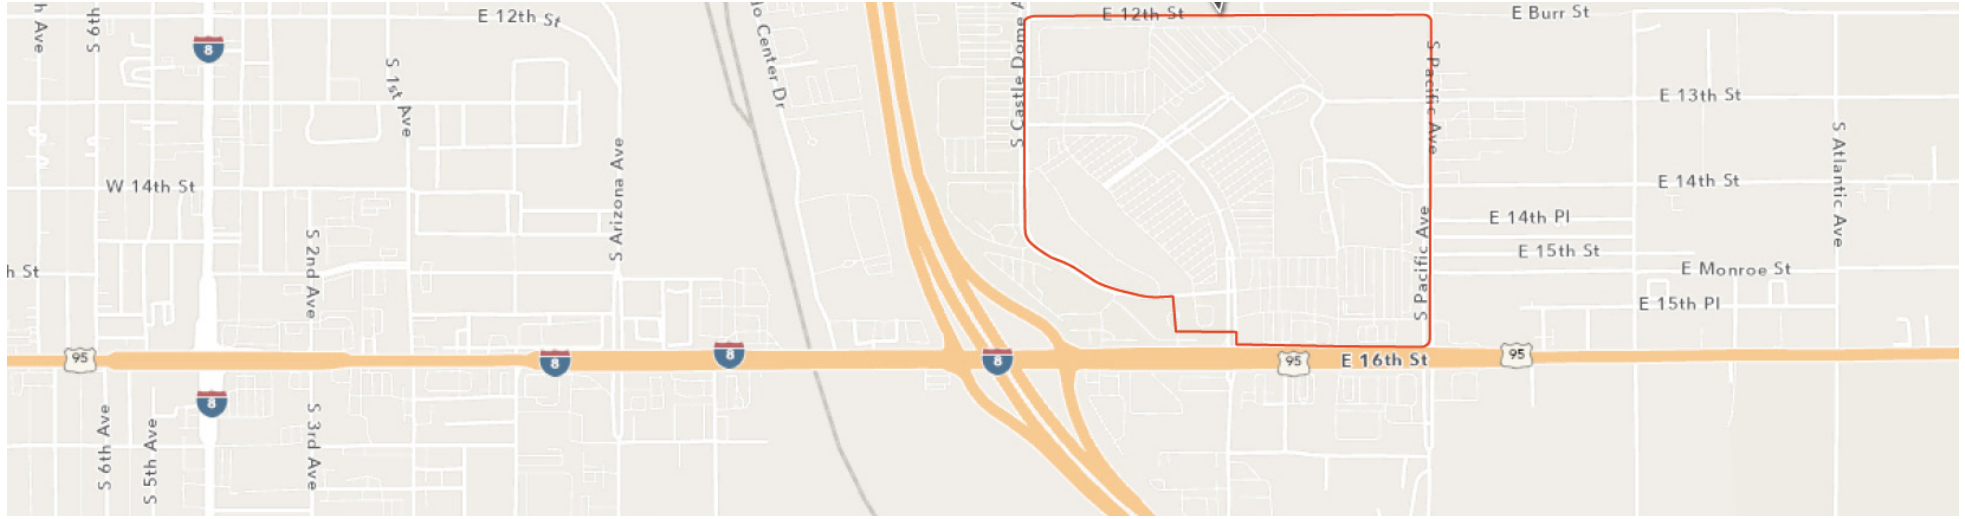 S 6th
E 12th St
8
S 1st Ave
Center Dr
S Castle Dome
E 12th St
S Pacific Ave
E Burr St
E 13th St
S Atlantic Ave
W 14th St
S Arizona Ave
E 14th St
E 14th Pl
S 2nd Ave
h St
S Pacific Ave
E 15th St
E Monroe St
E 15th Pl
95
8
8
8
95
E 16th St
95
8
S 6th Ave
S 5th Ave
S 3rd Ave
h Ave